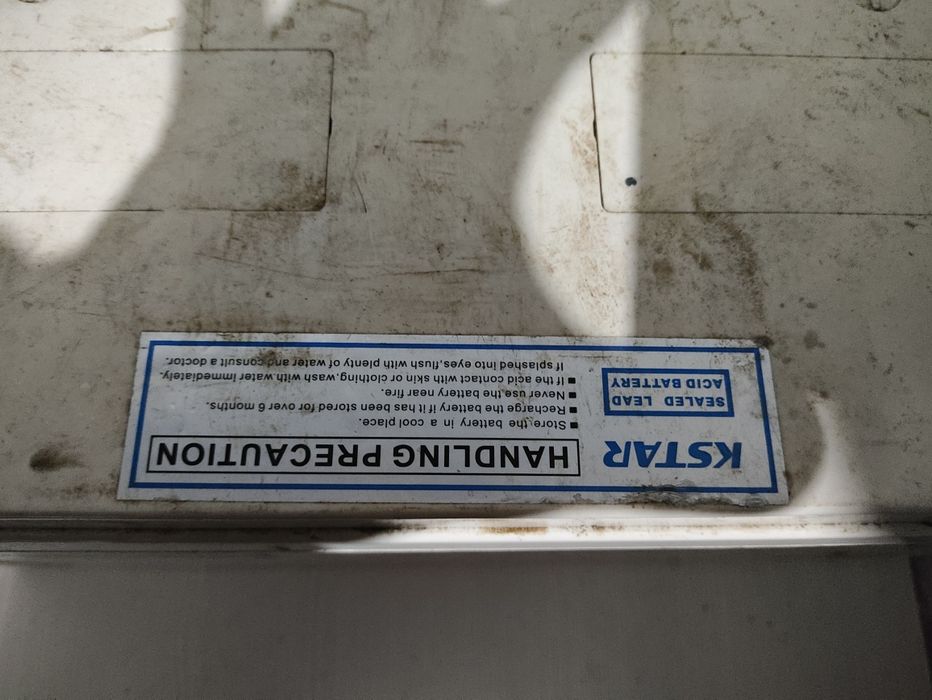 KSTAR
SEALED LEAD
ACID BATTERY
HANDLING PRECAUTION
■ Store the battery in a cool place.
■ Recharge the battery if it has been stored for over 6 months.
■ Never use the battery near fire.
■ If the acid contact with skin or clothing,wash with water immediately.
If splashed into eyes,flush with plenty of water and consult a doctor.